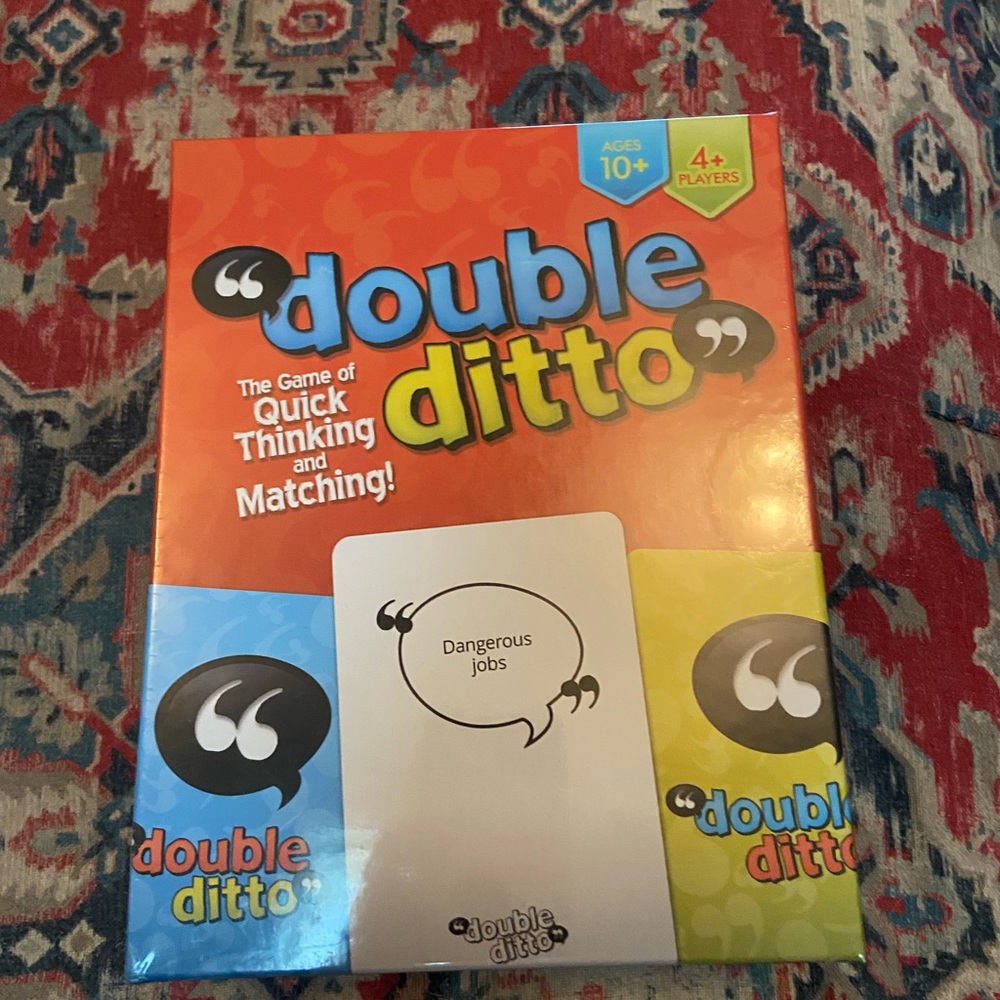 AGES
10+
4+
PLAYERS
“double
ditto”
The Game of
Quick
Thinking
and
Matching!
“
Dangerous
jobs
”
“
double
ditto”
“double
ditto”
“
“double
ditto